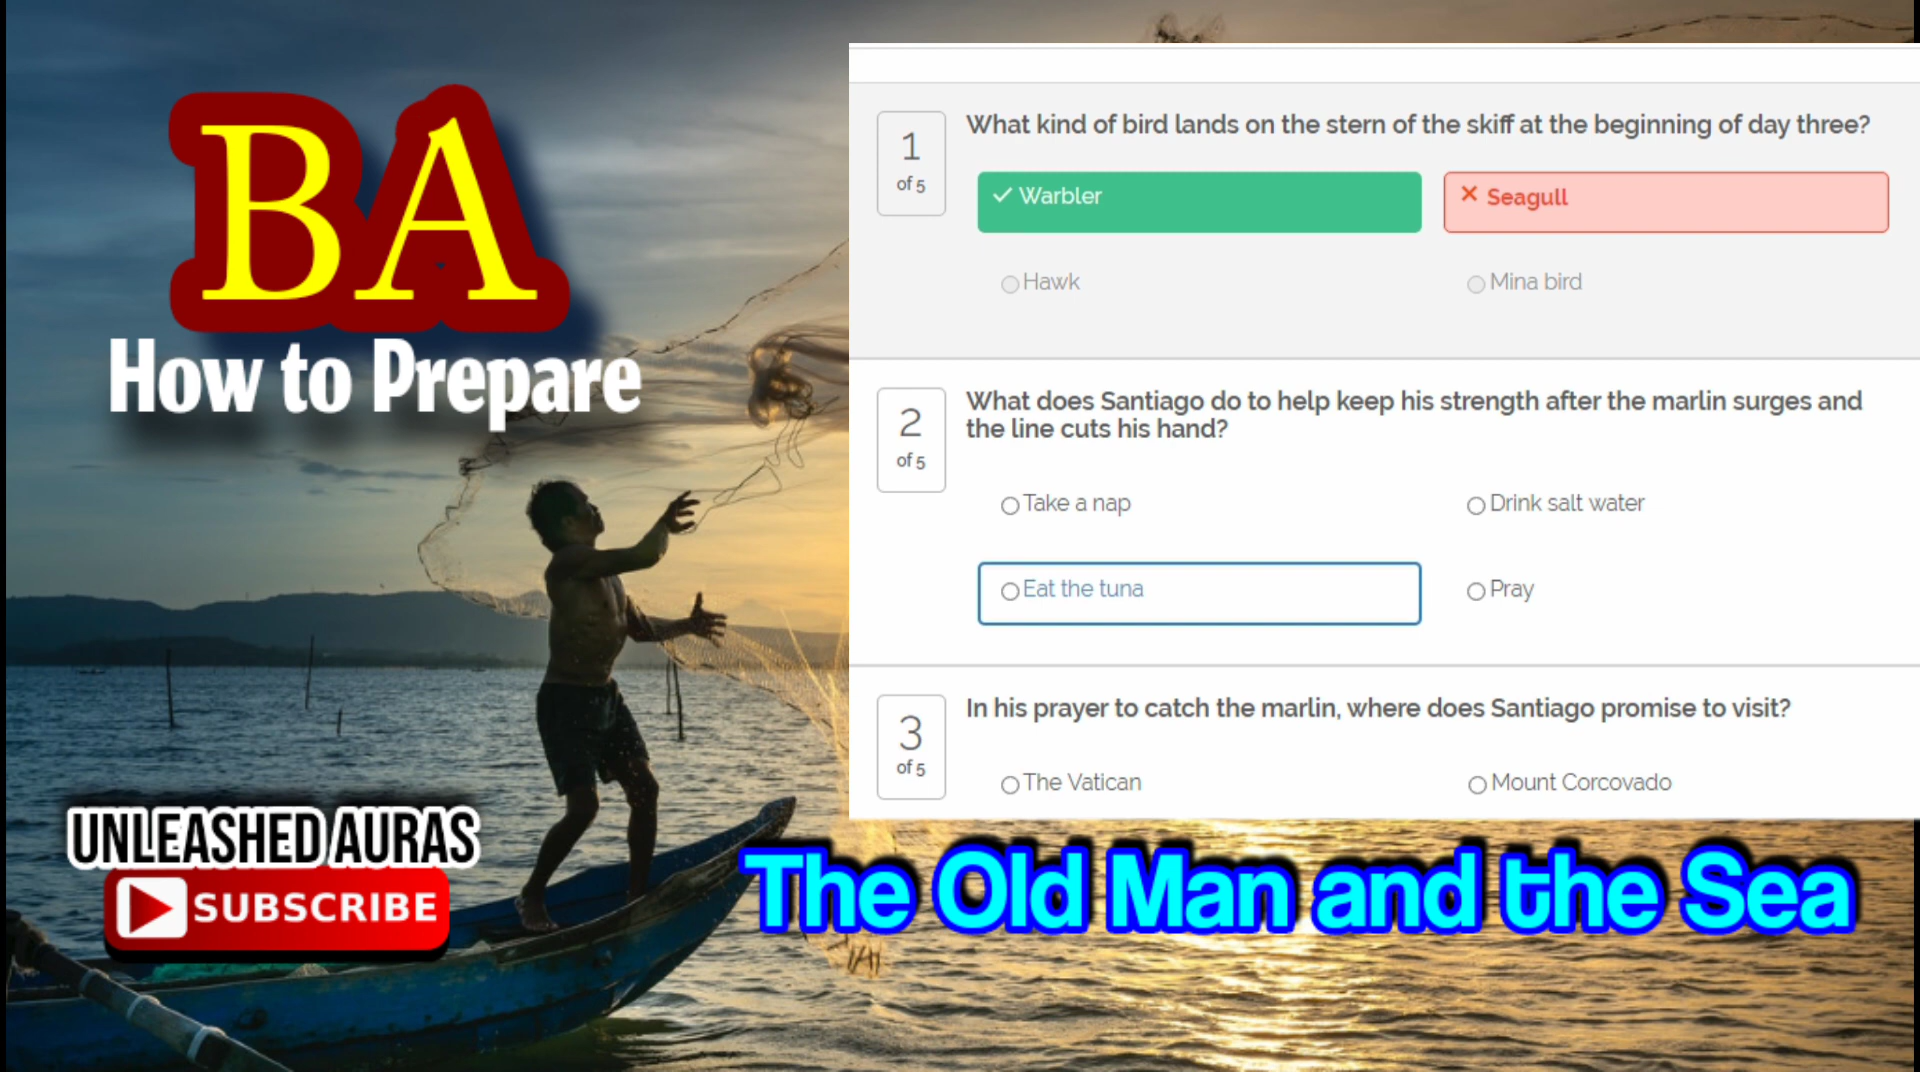 BA
How to Prepare
UNLEASHED AURAS
SUBSCRIBE
1
of 5
What kind of bird lands on the stern of the skiff at the beginning of day three?
✓ Warbler
✕ Seagull
Hawk
Mina bird
2
of 5
What does Santiago do to help keep his strength after the marlin surges and
the line cuts his hand?
Take a nap
Drink salt water
Eat the tuna
Pray
3
of 5
In his prayer to catch the marlin, where does Santiago promise to visit?
The Vatican
Mount Corcovado
The Old Man and the Sea